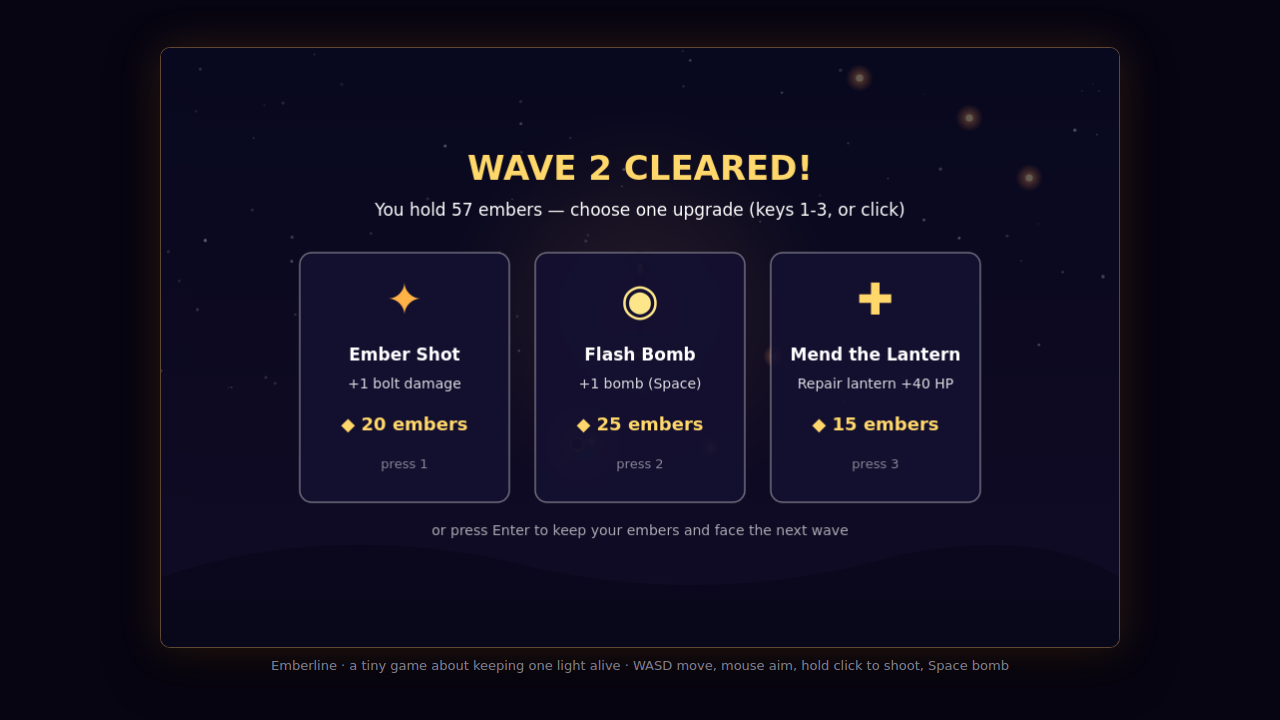 WAVE 2 CLEARED!
You hold 57 embers — choose one upgrade (keys 1-3, or click)
Ember Shot
+1 bolt damage
◆ 20 embers
press 1
Flash Bomb
+1 bomb (Space)
◆ 25 embers
press 2
Mend the Lantern
Repair lantern +40 HP
◆ 15 embers
press 3
or press Enter to keep your embers and face the next wave
Emberline · a tiny game about keeping one light alive · WASD move, mouse aim, hold click to shoot, Space bomb